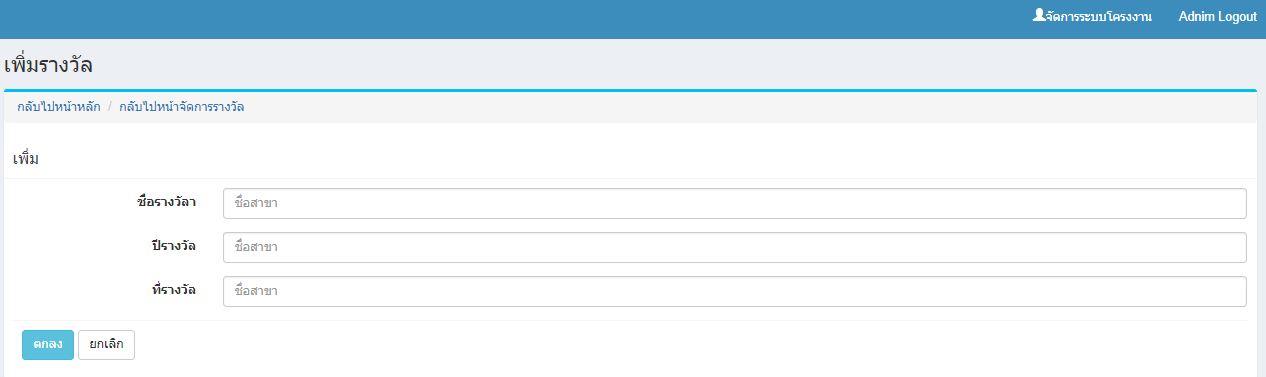 จัดการระบบโครงงาน Adnim Logout
เพิ่มรางวัล
กลับไปหน้าหลัก / กลับไปหน้าจัดการรางวัล
เพิ่ม
ชื่อรางวัลา ชื่อสาขา
ปีรางวัล ชื่อสาขา
ที่รางวัล ชื่อสาขา
ตกลง ยกเลิก